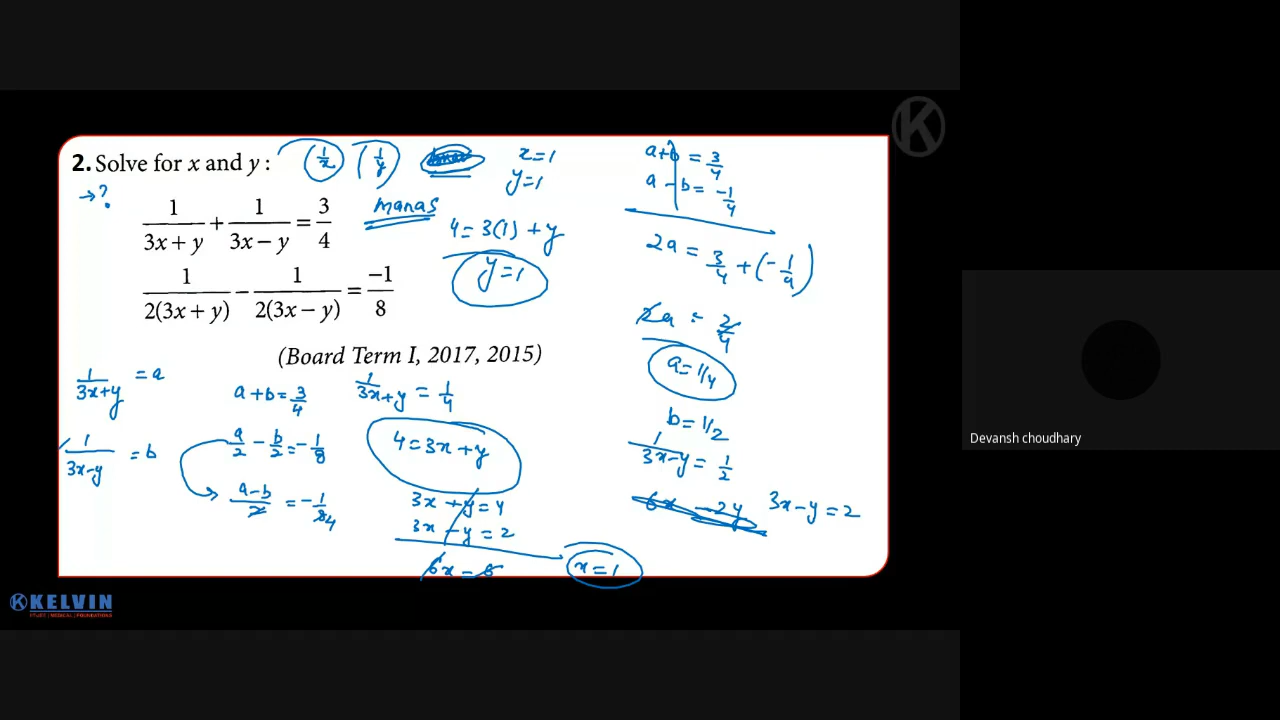 2. Solve for x and y :
1/(3x + y) + 1/(3x − y) = 3/4
1/(2(3x + y)) − 1/(2(3x − y)) = −1/8
(Board Term I, 2017, 2015)
→?
(1/x) (1/y)
manas
x=1
y=1
4=3(1)+y
y=1
1/(3x+y) = a
1/(3x-y) = b
a+b = 3/4
a/2 - b/2 = -1/8
(a-b)/2 = -1/84
1/(3x+y) = 1/4
4=3x+y
3x+y=4
3x-y=2
6x=6
x=1
a+b = 3/4
a-b = -1/4
2a = 3/4 + (-1/4)
2a = 2/4
a=1/4
b=1/2
1/(3x-y) = 1/2
6x -2y
3x-y=2
K
KELVIN
Devansh choudhary